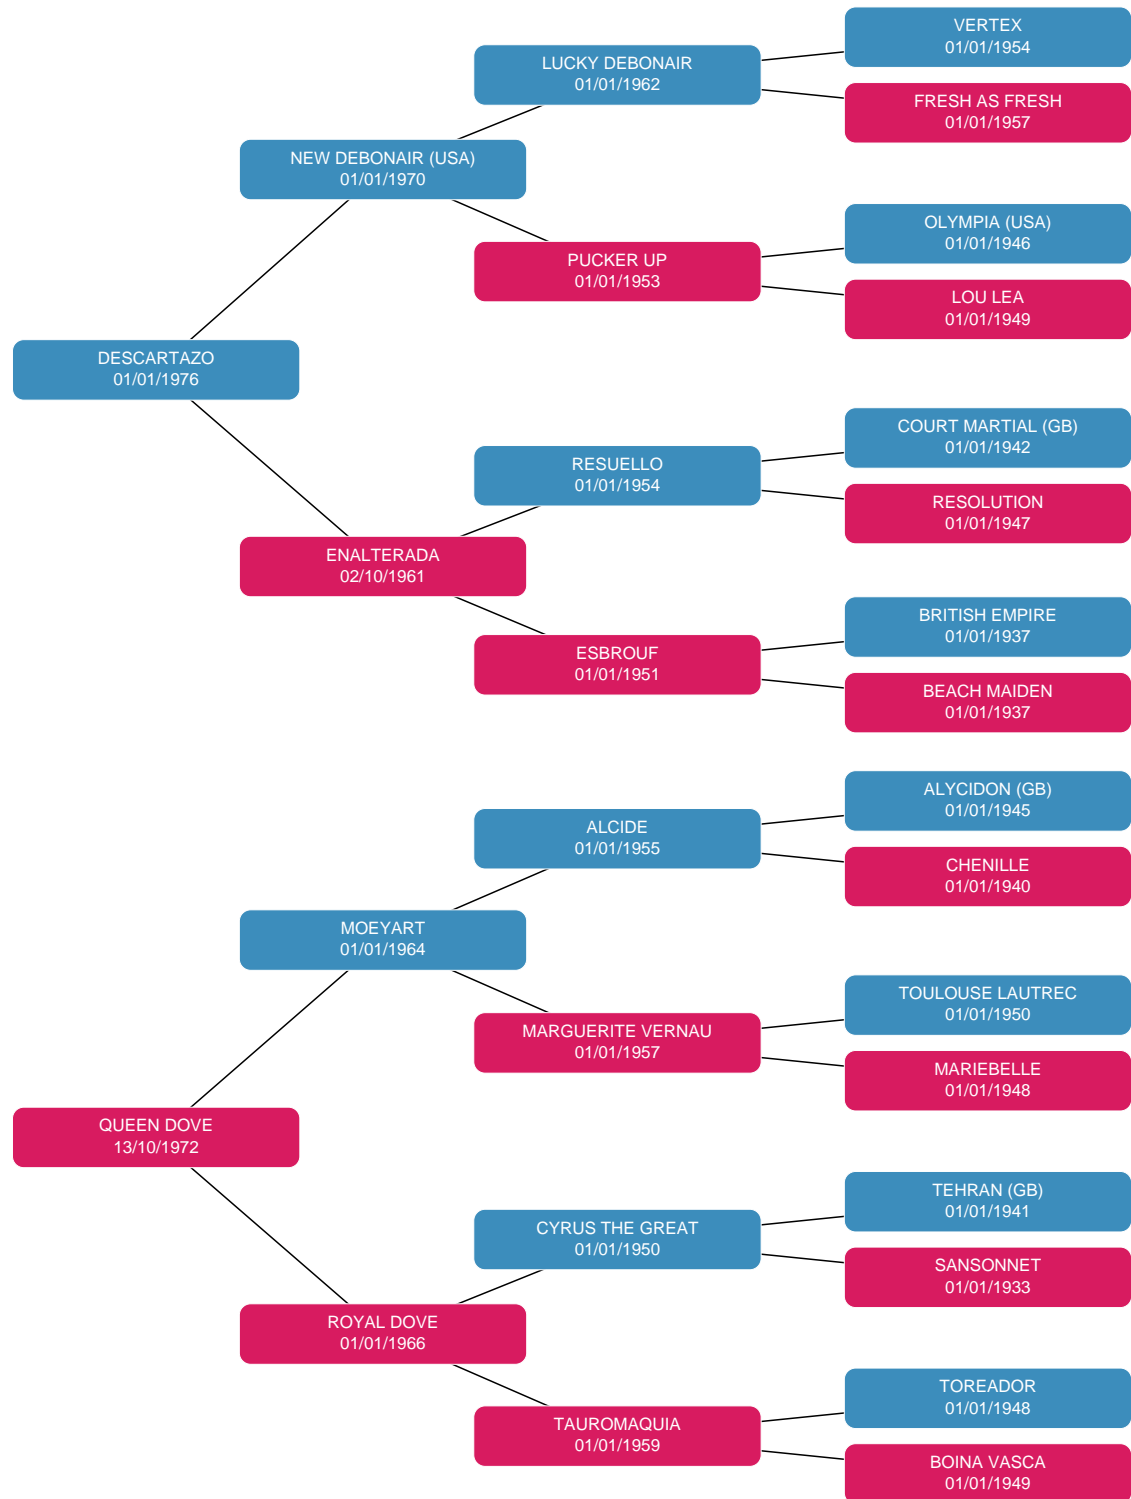 VERTEX
01/01/1954
LUCKY DEBONAIR
01/01/1962
FRESH AS FRESH
01/01/1957
NEW DEBONAIR (USA)
01/01/1970
OLYMPIA (USA)
01/01/1946
PUCKER UP
01/01/1953
LOU LEA
01/01/1949
DESCARTAZO
01/01/1976
COURT MARTIAL (GB)
01/01/1942
RESUELLO
01/01/1954
RESOLUTION
01/01/1947
ENALTERADA
02/10/1961
BRITISH EMPIRE
01/01/1937
ESBROUF
01/01/1951
BEACH MAIDEN
01/01/1937
ALYCIDON (GB)
01/01/1945
ALCIDE
01/01/1955
CHENILLE
01/01/1940
MOEYART
01/01/1964
TOULOUSE LAUTREC
01/01/1950
MARGUERITE VERNAU
01/01/1957
MARIEBELLE
01/01/1948
QUEEN DOVE
13/10/1972
TEHRAN (GB)
01/01/1941
CYRUS THE GREAT
01/01/1950
SANSONNET
01/01/1933
ROYAL DOVE
01/01/1966
TOREADOR
01/01/1948
TAUROMAQUIA
01/01/1959
BOINA VASCA
01/01/1949